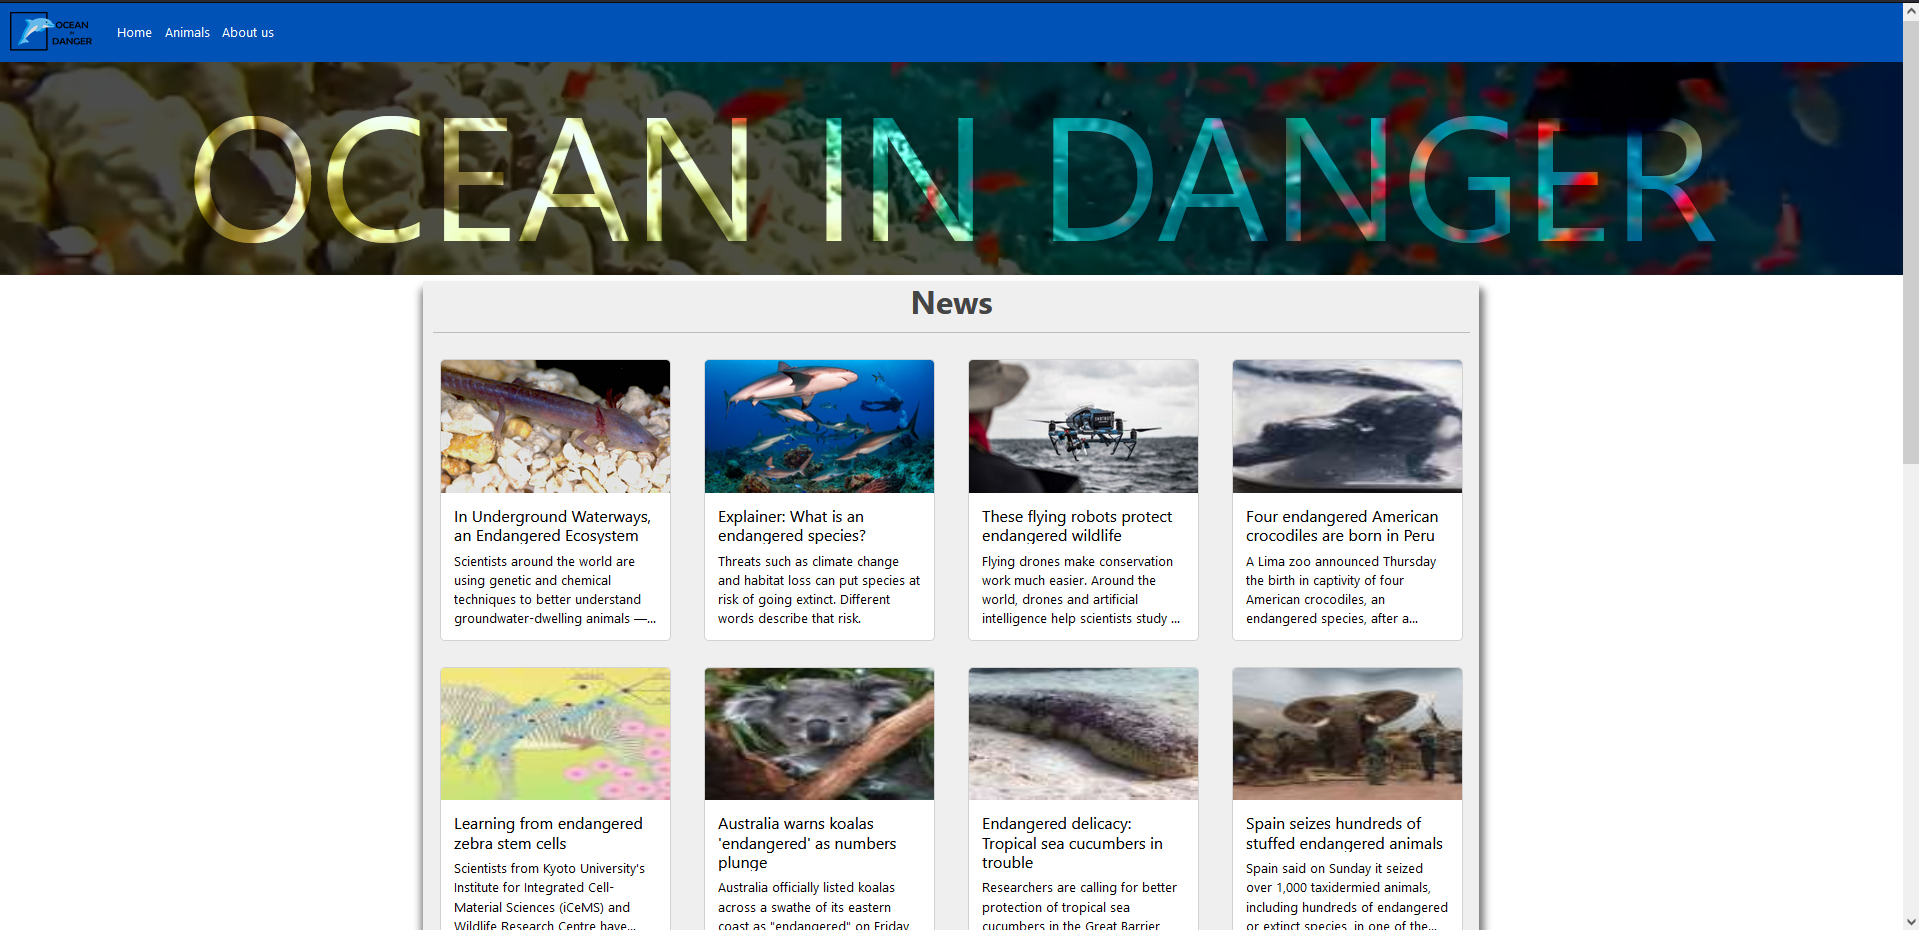 OCEAN
IN
DANGER
Home Animals About us
OCEAN IN DANGER
News
In Underground Waterways,
an Endangered Ecosystem
Scientists around the world are
using genetic and chemical
techniques to better understand
groundwater-dwelling animals —...
Explainer: What is an
endangered species?
Threats such as climate change
and habitat loss can put species at
risk of going extinct. Different
words describe that risk.
These flying robots protect
endangered wildlife
Flying drones make conservation
work much easier. Around the
world, drones and artificial
intelligence help scientists study ...
Four endangered American
crocodiles are born in Peru
A Lima zoo announced Thursday
the birth in captivity of four
American crocodiles, an
endangered species, after a...
Learning from endangered
zebra stem cells
Scientists from Kyoto University's
Institute for Integrated Cell-
Material Sciences (iCeMS) and
Wildlife Research Centre have...
Australia warns koalas
'endangered' as numbers
plunge
Australia officially listed koalas
across a swathe of its eastern
coast as "endangered" on Friday
Endangered delicacy:
Tropical sea cucumbers in
trouble
Researchers are calling for better
protection of tropical sea
cucumbers in the Great Barrier
Spain seizes hundreds of
stuffed endangered animals
Spain said on Sunday it seized
over 1,000 taxidermied animals,
including hundreds of endangered
or extinct species, in one of the...